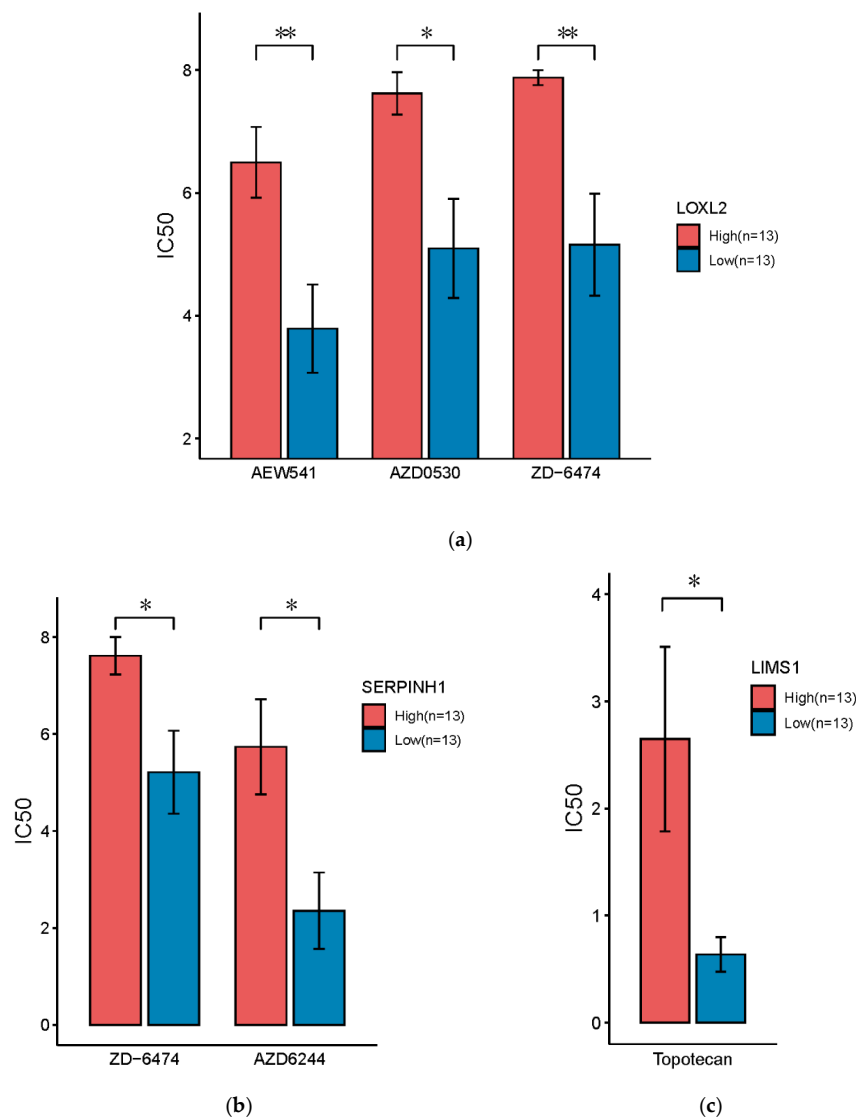 ** * **
8
6
4
2
IC50
AEW541 AZD0530 ZD−6474
LOXL2
High(n=13)
Low(n=13)
(a)
* *
8
6
4
2
0
IC50
ZD−6474 AZD6244
SERPINH1
High(n=13)
Low(n=13)
(b)
*
4
3
2
1
0
IC50
Topotecan
LIMS1
High(n=13)
Low(n=13)
(c)